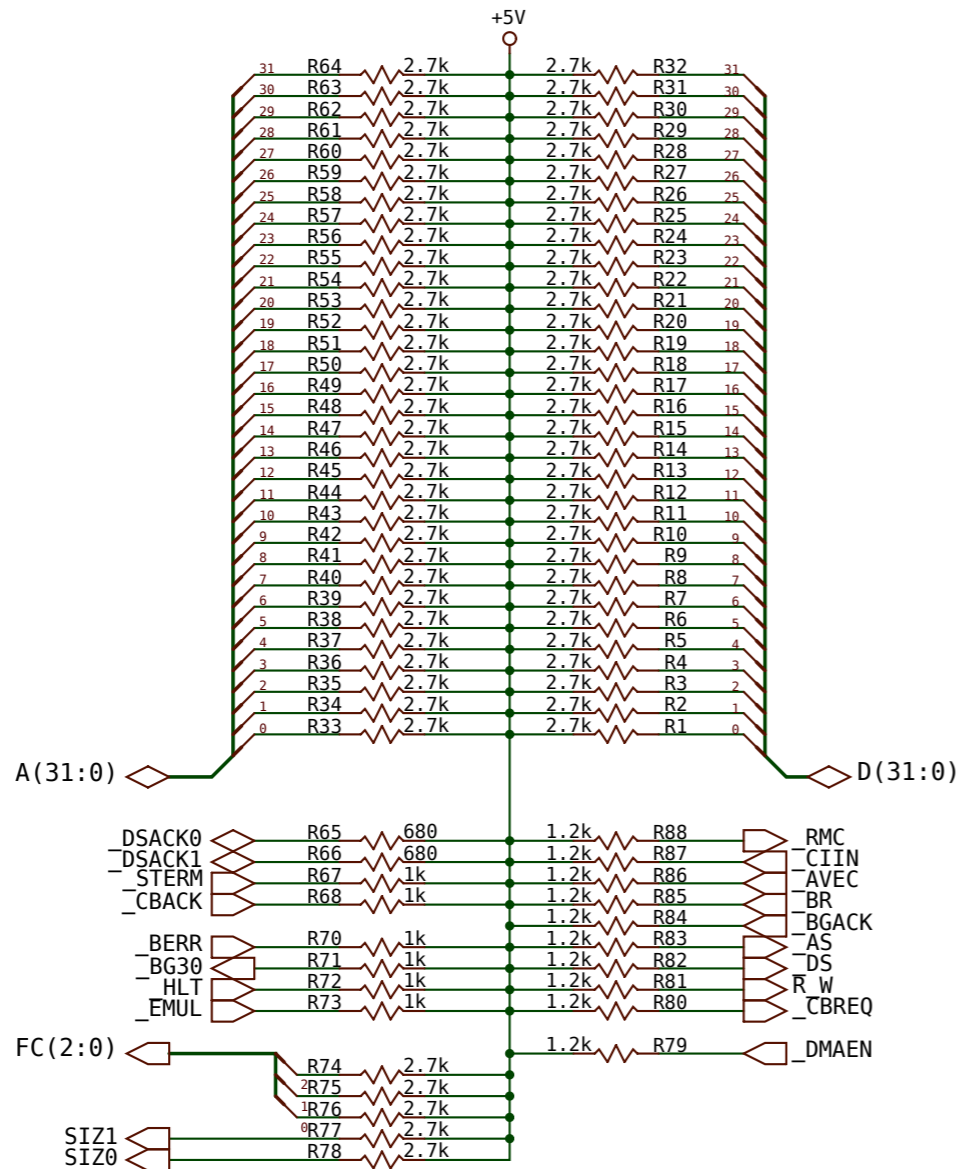 +5V
31 R64 2.7k 2.7k R32 31
30 R63 2.7k 2.7k R31 30
29 R62 2.7k 2.7k R30 29
28 R61 2.7k 2.7k R29 28
27 R60 2.7k 2.7k R28 27
26 R59 2.7k 2.7k R27 26
25 R58 2.7k 2.7k R26 25
24 R57 2.7k 2.7k R25 24
23 R56 2.7k 2.7k R24 23
22 R55 2.7k 2.7k R23 22
21 R54 2.7k 2.7k R22 21
20 R53 2.7k 2.7k R21 20
19 R52 2.7k 2.7k R20 19
18 R51 2.7k 2.7k R19 18
17 R50 2.7k 2.7k R18 17
16 R49 2.7k 2.7k R17 16
15 R48 2.7k 2.7k R16 15
14 R47 2.7k 2.7k R15 14
13 R46 2.7k 2.7k R14 13
12 R45 2.7k 2.7k R13 12
11 R44 2.7k 2.7k R12 11
10 R43 2.7k 2.7k R11 10
9 R42 2.7k 2.7k R10 9
8 R41 2.7k 2.7k R9 8
7 R40 2.7k 2.7k R8 7
6 R39 2.7k 2.7k R7 6
5 R38 2.7k 2.7k R6 5
4 R37 2.7k 2.7k R5 4
3 R36 2.7k 2.7k R4 3
2 R35 2.7k 2.7k R3 2
1 R34 2.7k 2.7k R2 1
0 R33 2.7k 2.7k R1 0
A(31:0) D(31:0)
_DSACK0 R65 680 1.2k R88 _RMC
_DSACK1 R66 680 1.2k R87 _CIIN
_STERM R67 1k 1.2k R86 _AVEC
_CBACK R68 1k 1.2k R85 _BR
1.2k R84 _BGACK
_BERR R70 1k 1.2k R83 _AS
_BG30 R71 1k 1.2k R82 _DS
_HLT R72 1k 1.2k R81 R_W
_EMUL R73 1k 1.2k R80 _CBREQ
FC(2:0) 1.2k R79 _DMAEN
R74 2.7k
2 R75 2.7k
1 R76 2.7k
SIZ1 0 R77 2.7k
SIZ0 R78 2.7k